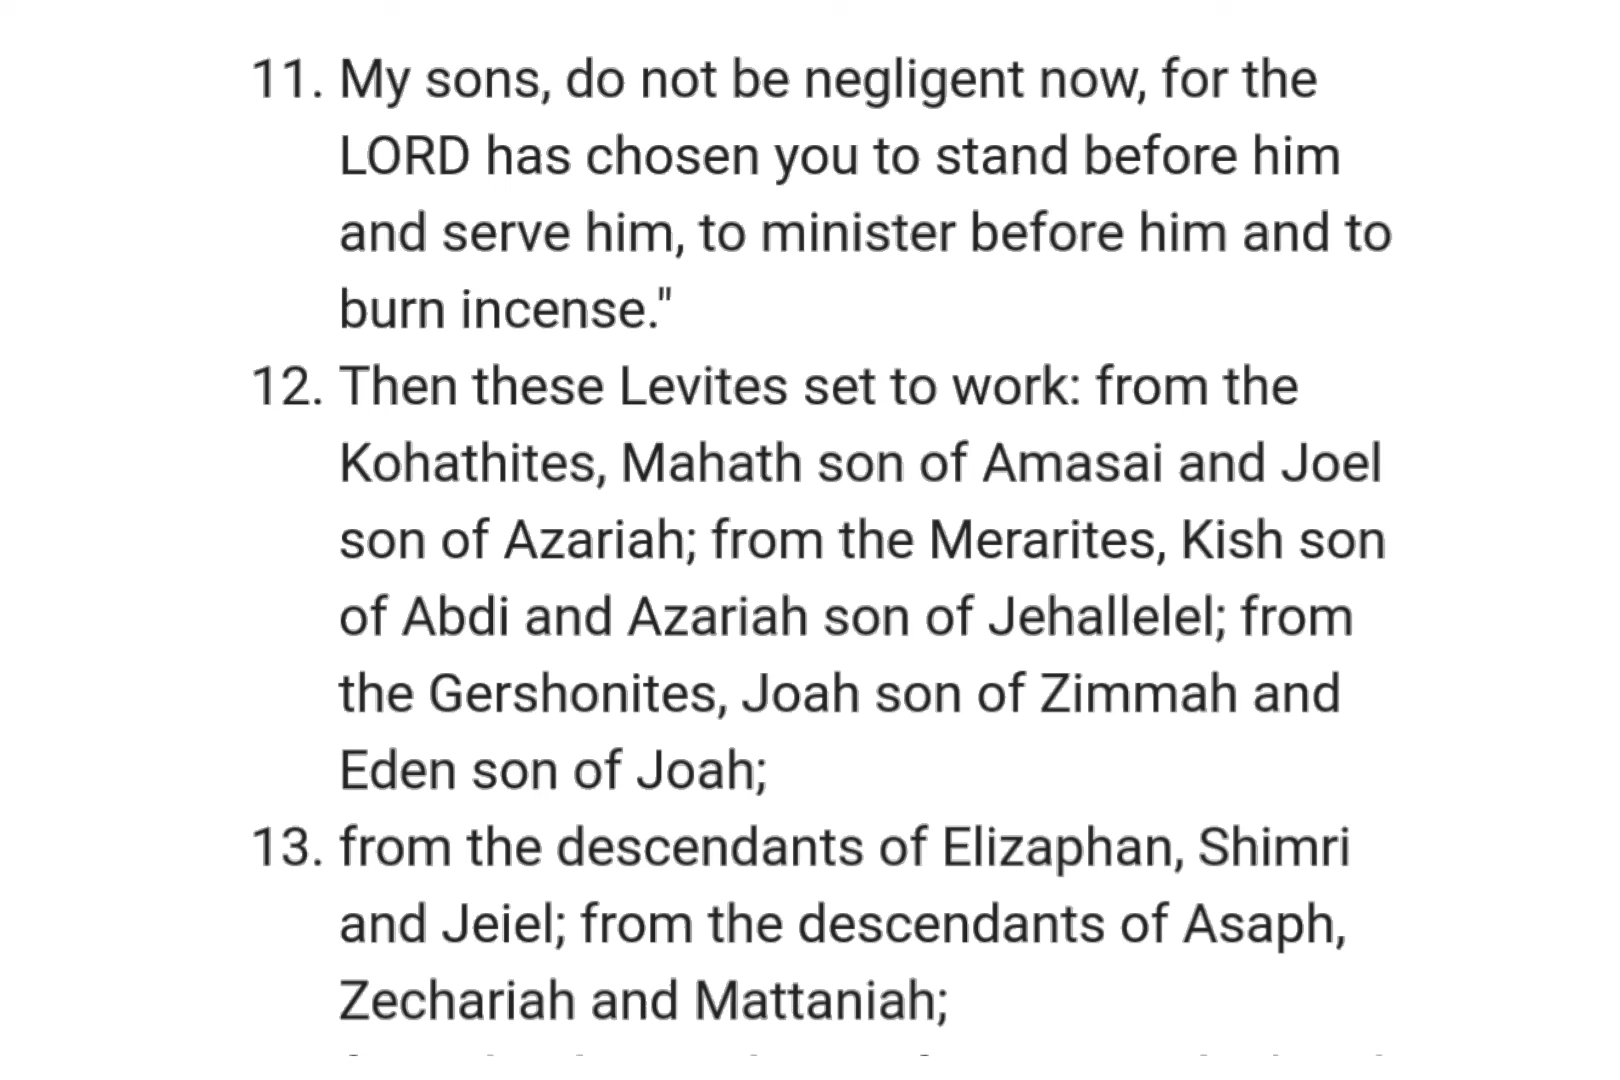 11. My sons, do not be negligent now, for the
LORD has chosen you to stand before him
and serve him, to minister before him and to
burn incense."
12. Then these Levites set to work: from the
Kohathites, Mahath son of Amasai and Joel
son of Azariah; from the Merarites, Kish son
of Abdi and Azariah son of Jehallelel; from
the Gershonites, Joah son of Zimmah and
Eden son of Joah;
13. from the descendants of Elizaphan, Shimri
and Jeiel; from the descendants of Asaph,
Zechariah and Mattaniah;